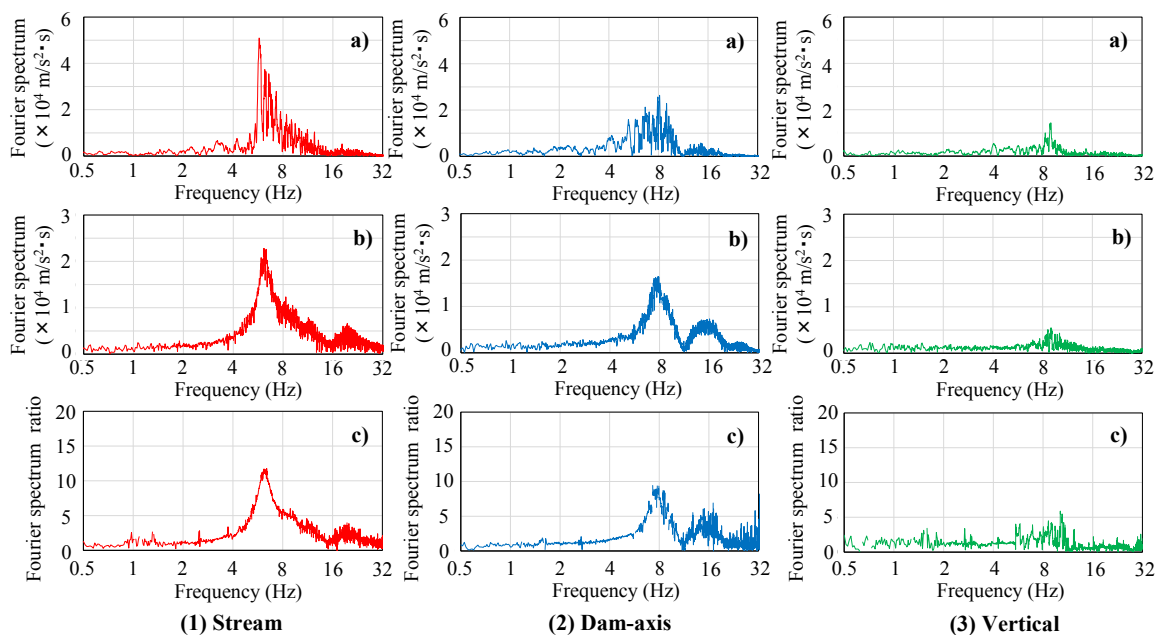 Fourier spectrum
( × 10⁴ m/s²・s)
6
4
2
0
a)
0.5 1 2 4 8 16 32
Frequency (Hz)
Fourier spectrum
( × 10⁴ m/s²・s)
6
4
2
0
a)
0.5 1 2 4 8 16 32
Frequency (Hz)
Fourier spectrum
( × 10⁴ m/s²・s)
6
4
2
0
a)
0.5 1 2 4 8 16 32
Frequency (Hz)
Fourier spectrum
( × 10⁴ m/s²・s)
3
2
1
0
b)
0.5 1 2 4 8 16 32
Frequency (Hz)
Fourier spectrum
( × 10⁴ m/s²・s)
3
2
1
0
b)
0.5 1 2 4 8 16 32
Frequency (Hz)
Fourier spectrum
( × 10⁴ m/s²・s)
3
2
1
0
b)
0.5 1 2 4 8 16 32
Frequency (Hz)
Fourier spectrum ratio
20
15
10
5
0
c)
0.5 1 2 4 8 16 32
Frequency (Hz)
Fourier spectrum ratio
20
15
10
5
0
c)
0.5 1 2 4 8 16 32
Frequency (Hz)
Fourier spectrum ratio
20
15
10
5
0
c)
0.5 1 2 4 8 16 32
Frequency (Hz)
(1) Stream
(2) Dam-axis
(3) Vertical